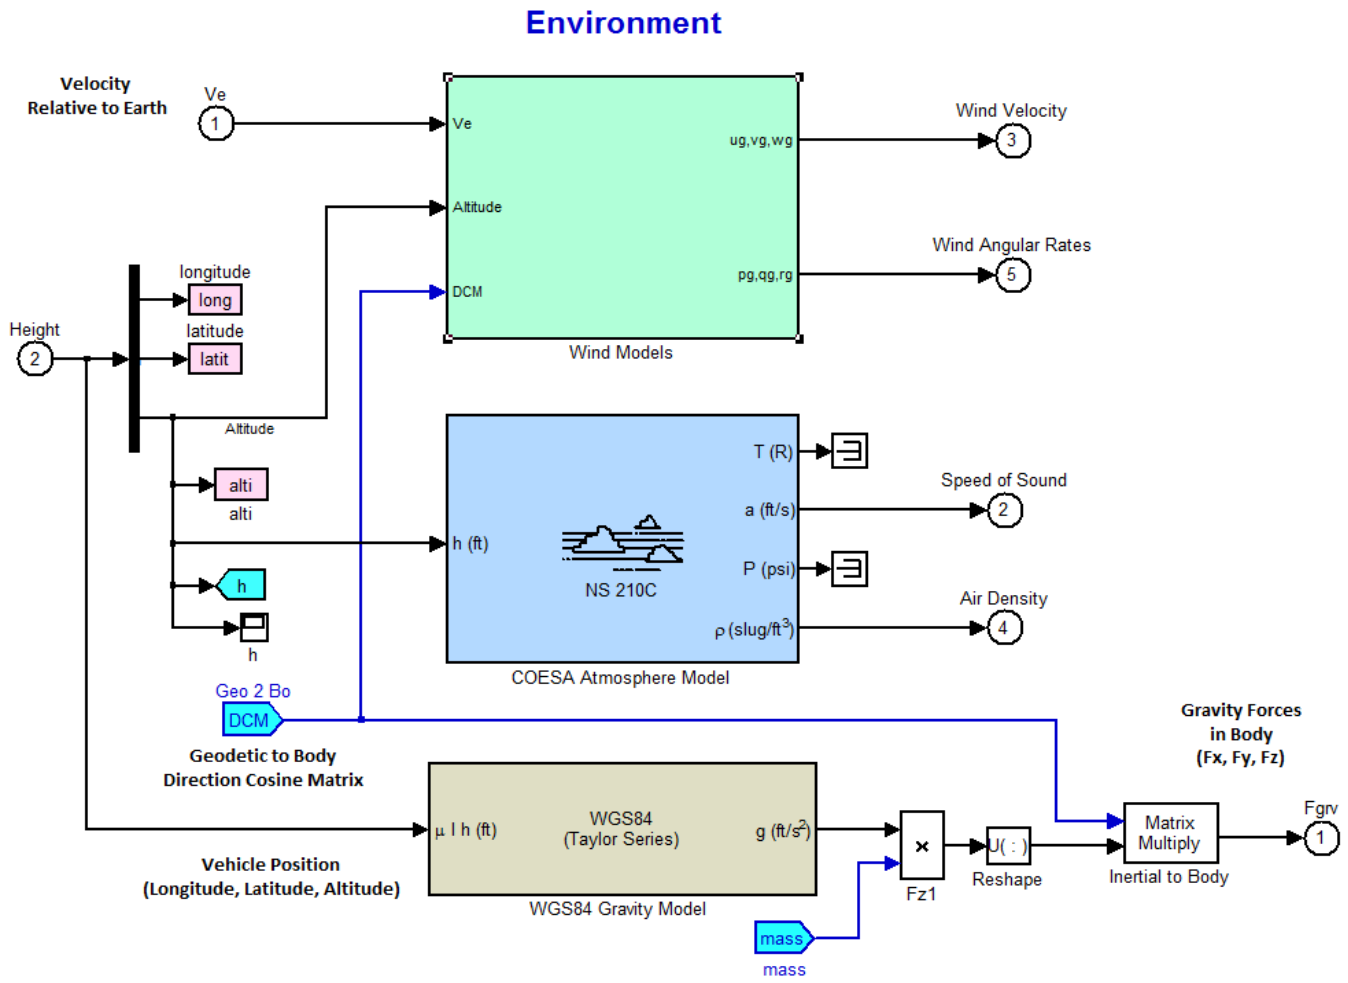 Environment
Velocity
Relative to Earth
Ve
1
Ve
Altitude
DCM
ug,vg,wg
pg,qg,rg
Wind Models
Wind Velocity
3
Wind Angular Rates
5
Height
2
longitude
long
latitude
latit
Altitude
alti
alti
h
h
h (ft)
T (R)
a (ft/s)
P (psi)
ρ (slug/ft³)
NS 210C
COESA Atmosphere Model
Speed of Sound
2
Air Density
4
Geo 2 Bo
DCM
Geodetic to Body
Direction Cosine Matrix
Vehicle Position
(Longitude, Latitude, Altitude)
μ l h (ft)
WGS84
(Taylor Series)
g (ft/s²)
WGS84 Gravity Model
mass
mass
×
Fz1
U( : )
Reshape
Matrix
Multiply
Inertial to Body
Gravity Forces
in Body
(Fx, Fy, Fz)
Fgrv
1